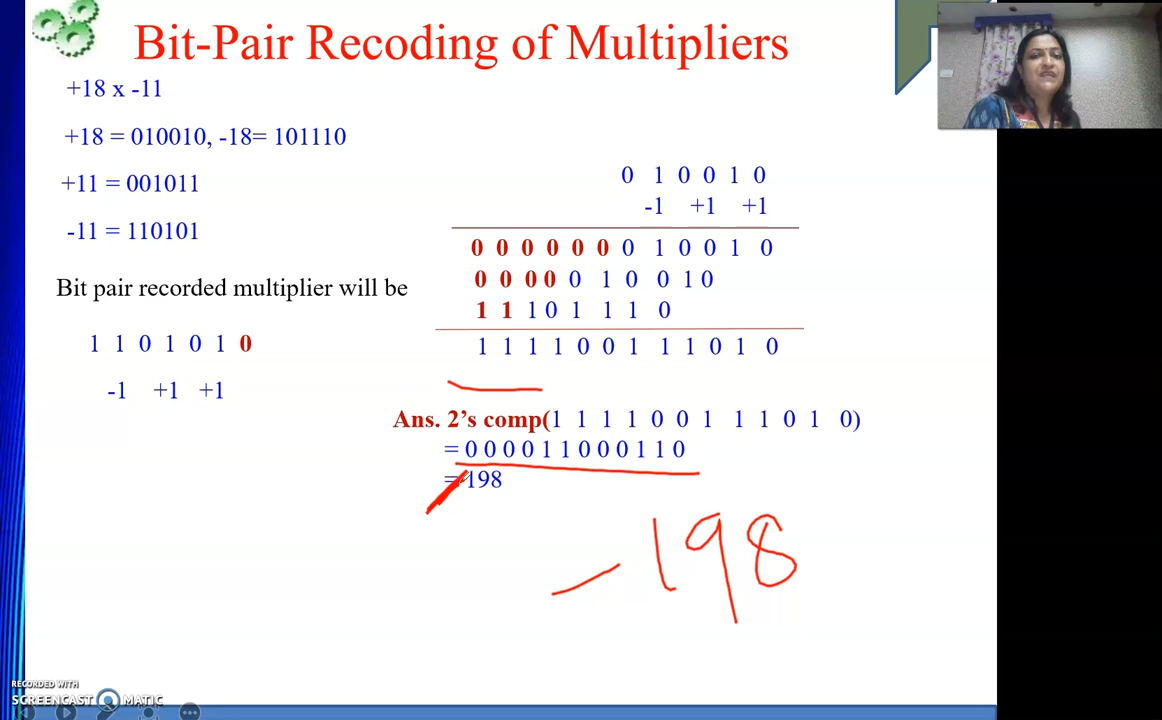 Bit-Pair Recoding of Multipliers
+18 x -11
+18 = 010010, -18= 101110
+11 = 001011
-11 = 110101
Bit pair recorded multiplier will be
1 1 0 1 0 1 0
-1 +1 +1
0 1 0 0 1 0
-1 +1 +1
0 0 0 0 0 0 0 1 0 0 1 0
0 0 0 0 0 1 0 0 1 0
1 1 1 0 1 1 1 0
1 1 1 1 0 0 1 1 1 0 1 0
Ans. 2's comp(1 1 1 1 0 0 1 1 1 0 1 0)
= 0 0 0 0 1 1 0 0 0 1 1 0
= 198
- 198
RECORDED WITH
SCREENCAST MATIC